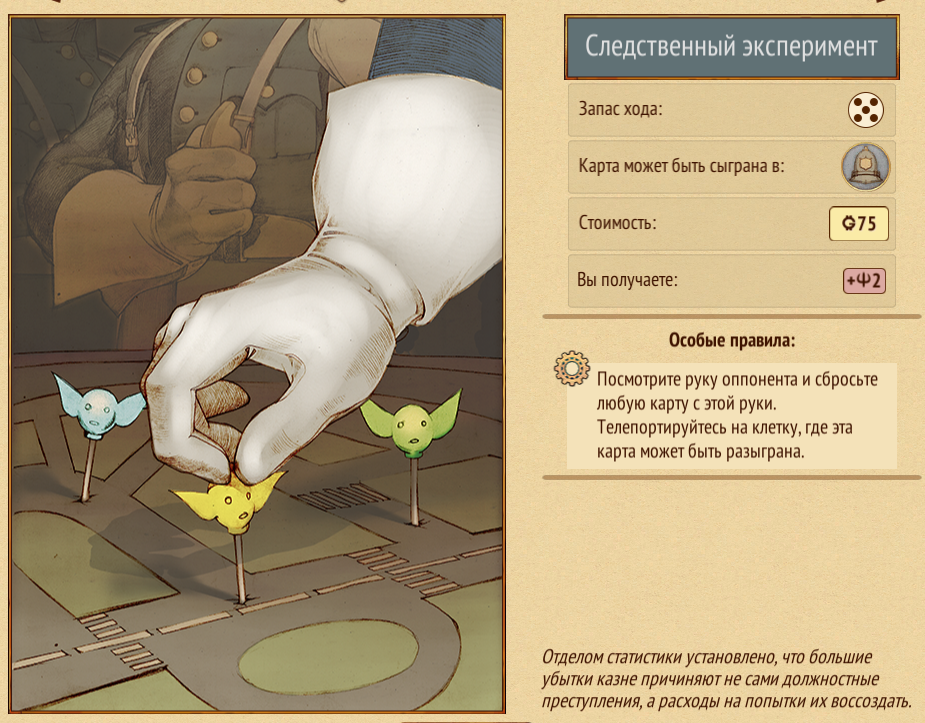 Следственный эксперимент
Запас хода:
Карта может быть сыграна в:
Стоимость:
75
Вы получаете:
+Ψ2
Особые правила:
Посмотрите руку оппонента и сбросьте
любую карту с этой руки.
Телепортируйтесь на клетку, где эта
карта может быть разыграна.
Отделом статистики установлено, что большие
убытки казне причиняют не сами должностные
преступления, а расходы на попытки их воссоздать.